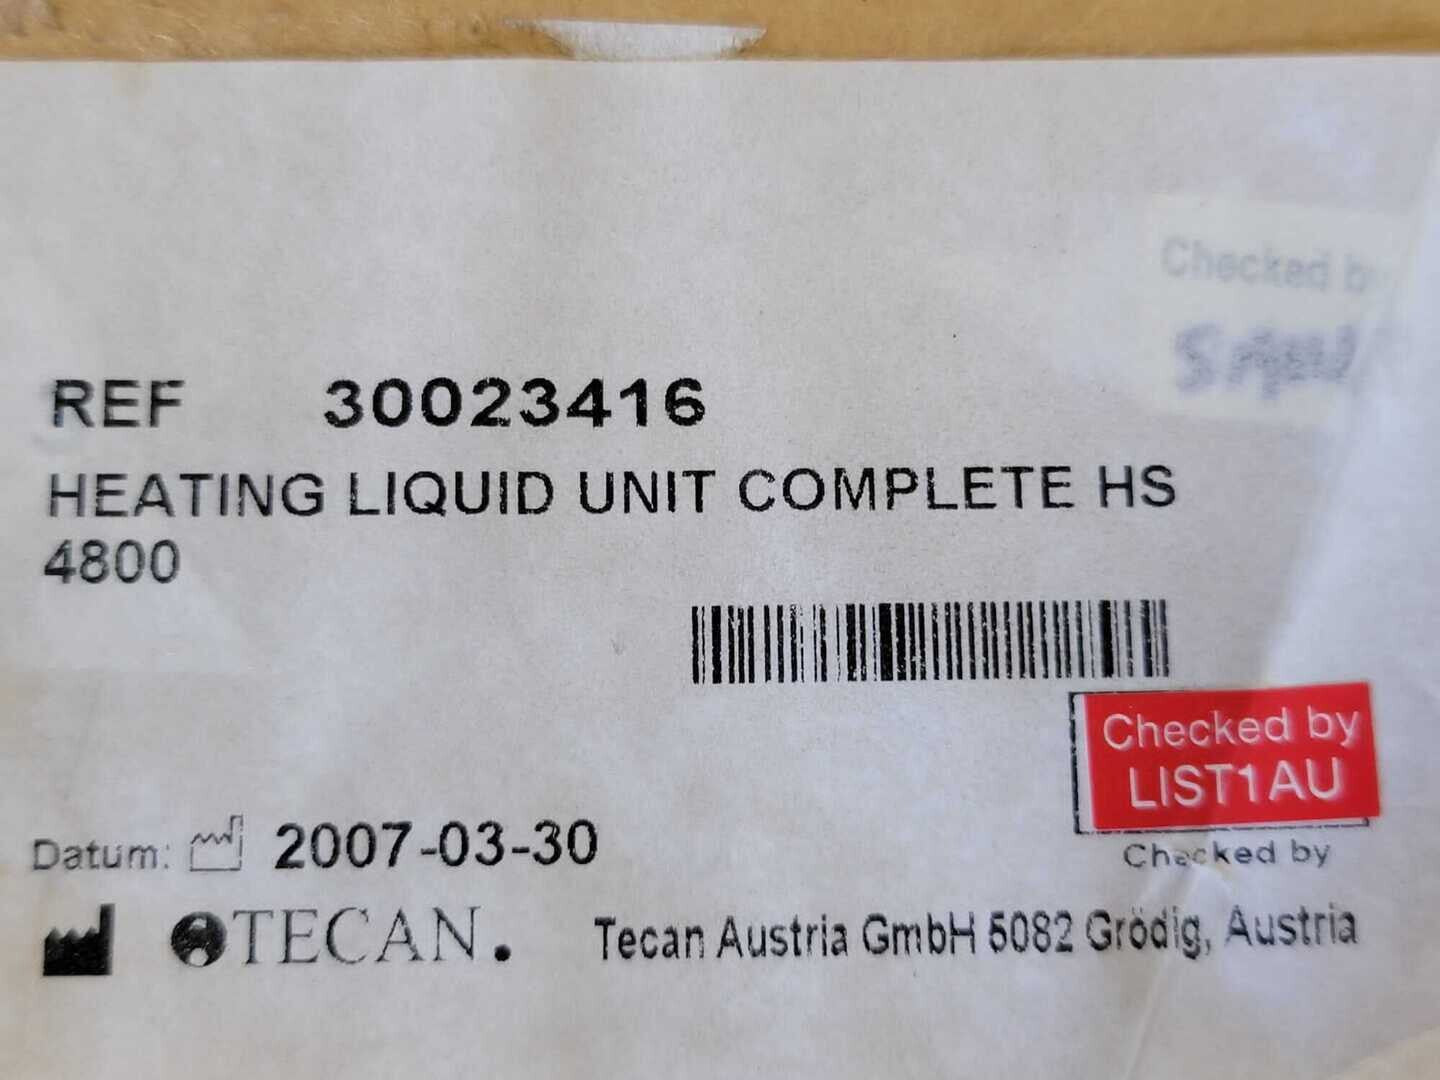 Checked by
REF 30023416
HEATING LIQUID UNIT COMPLETE HS
4800
Checked by
LIST1AU
Checked by
Datum: 2007-03-30
TECAN.
Tecan Austria GmbH 5082 Grödig, Austria